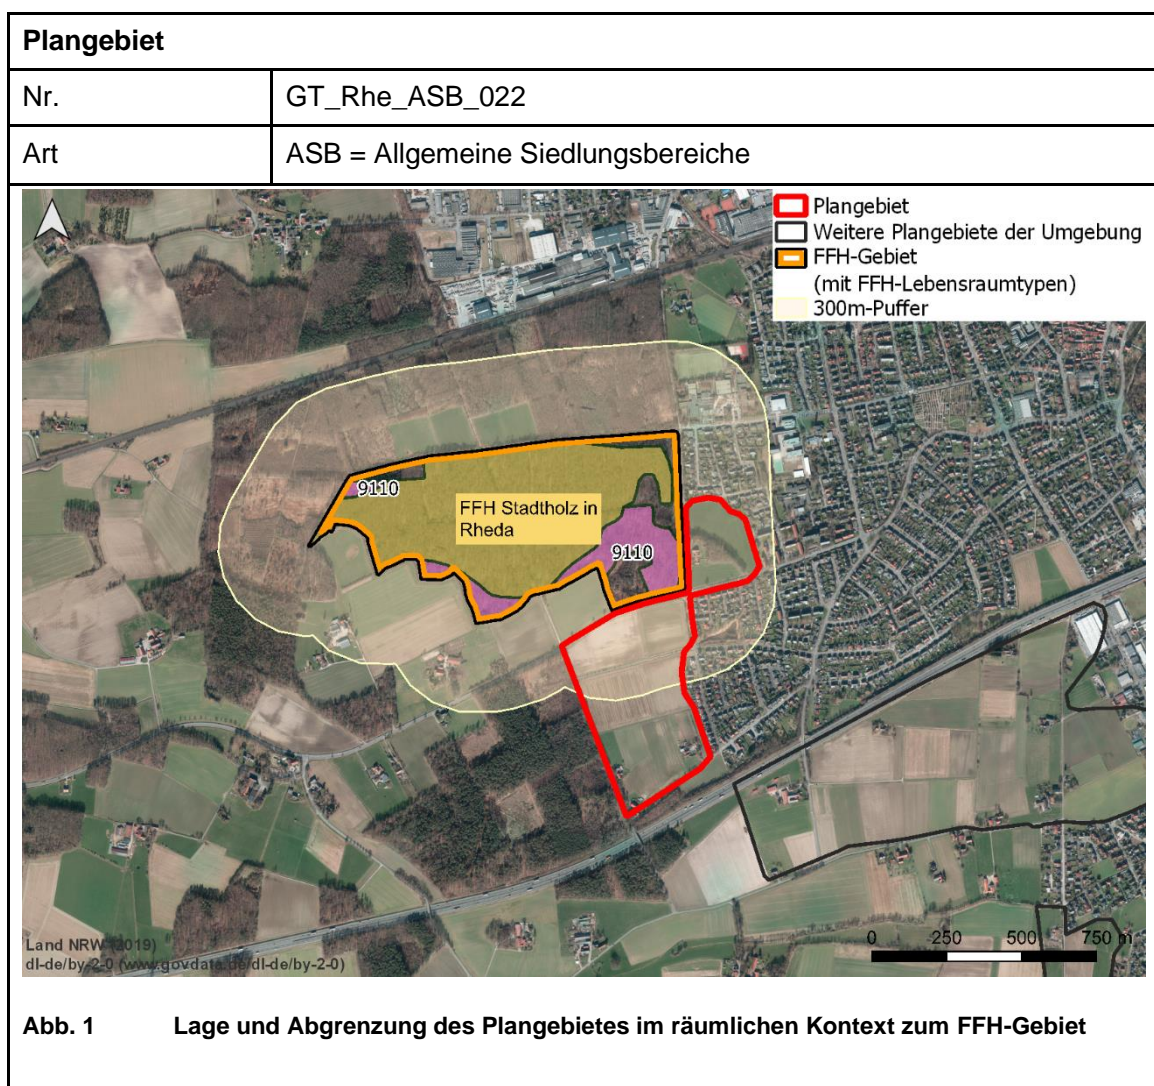 Plangebiet
Nr. GT_Rhe_ASB_022
Art ASB = Allgemeine Siedlungsbereiche
Plangebiet
Weitere Plangebiete der Umgebung
FFH-Gebiet
(mit FFH-Lebensraumtypen)
300m-Puffer
9110
FFH Stadtholz in
Rheda
9110
Land NRW (2019)
dl-de/by-2-0 (www.govdata.de/dl-de/by-2-0)
0 250 500 750 m
Abb. 1 Lage und Abgrenzung des Plangebietes im räumlichen Kontext zum FFH-Gebiet